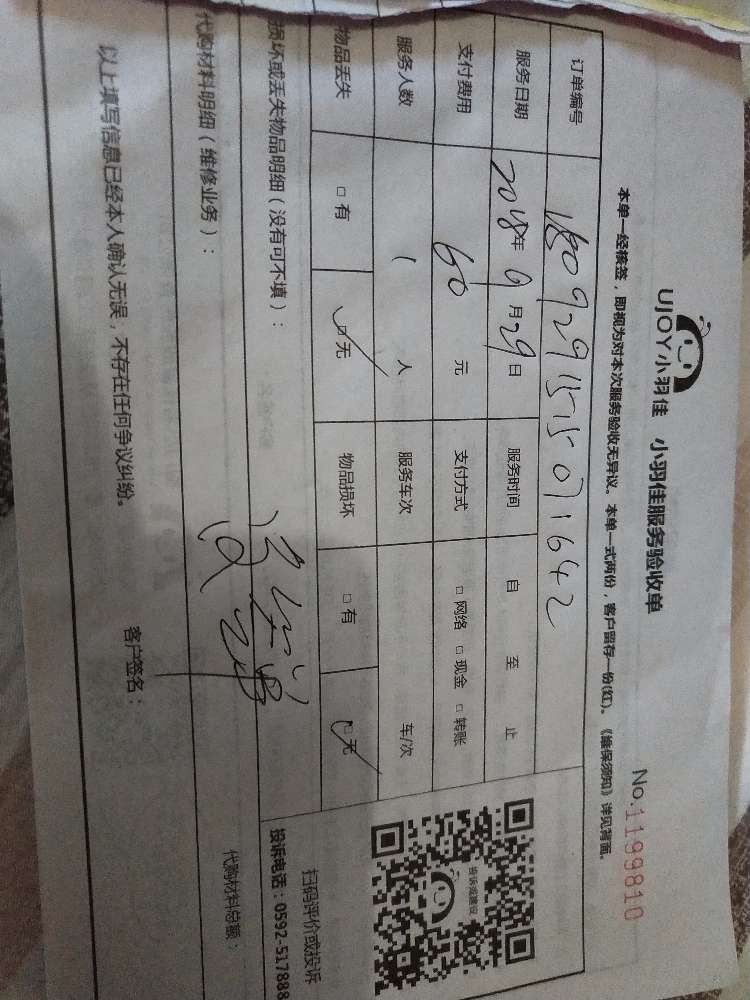 UJOY小羽佳 小羽佳服务验收单
No.1199810
本单一经核签，即视为对本次服务验收无异议。本单一式两份，客户留存一份(红)。《维保须知》详见背面。
订单编号 180929151507164 2
服务日期 2018年9月29日 服务时间 自 至 止
支付费用 60 元 支付方式 □网络 □现金 □转账
服务人数 1 人 服务车次 车/次
物品丢失 □有 □无 物品损坏 □有 □无
投诉或建议
扫码评价或投诉
投诉电话：0592-517888
损坏或丢失物品明细（没有可不填）：
代购材料明细（维修业务）：
代购材料总额：
以上填写信息已经本人确认无误，不存在任何争议纠纷。
客户签名：